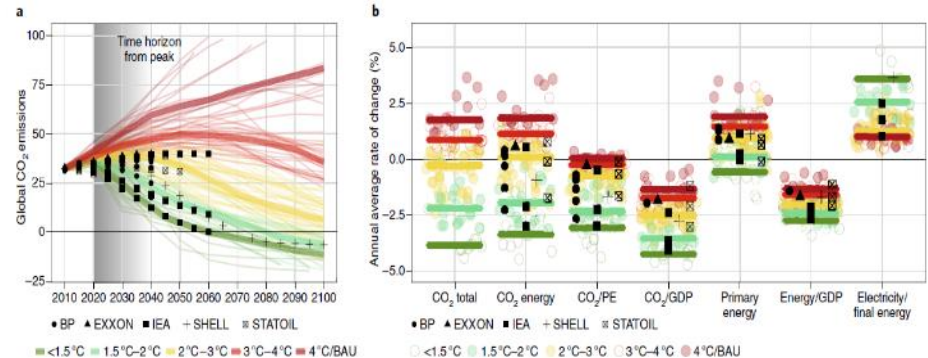 a
b
Time horizon
from peak
Global CO2 emissions
100
75
50
25
0
−25
2010 2020 2030 2040 2050 2060 2070 2080 2090 2100
BP EXXON IEA SHELL STATOIL
<1.5 °C 1.5 °C–2 °C 2 °C–3 °C 3 °C–4 °C 4 °C/BAU
Annual average rate of change (%)
5.0
2.5
0.0
−2.5
−5.0
CO2 total CO2 energy CO2/PE CO2/GDP Primary energy Energy/GDP Electricity/ final energy
BP EXXON IEA SHELL STATOIL
<1.5 °C 1.5 °C–2 °C 2 °C–3 °C 3 °C–4 °C 4 °C/BAU